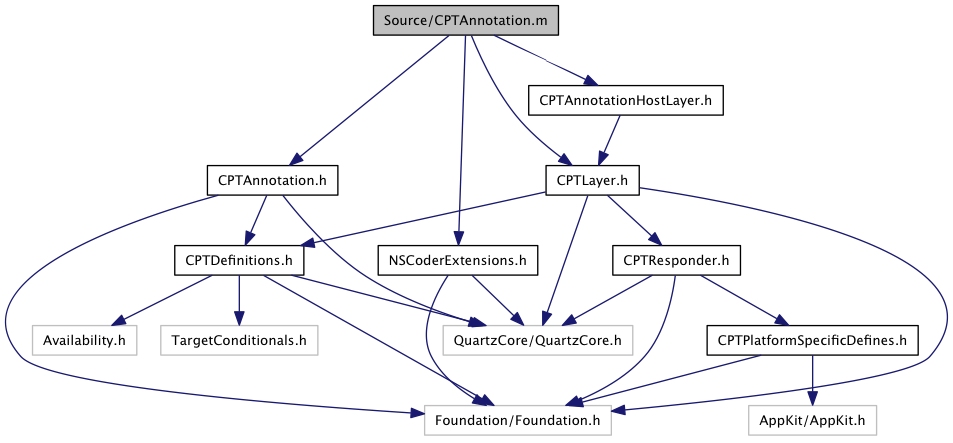 Source/CPTAnnotation.m
CPTAnnotationHostLayer.h
CPTAnnotation.h
CPTLayer.h
CPTDefinitions.h
NSCoderExtensions.h
CPTResponder.h
Availability.h
TargetConditionals.h
QuartzCore/QuartzCore.h
CPTPlatformSpecificDefines.h
Foundation/Foundation.h
AppKit/AppKit.h